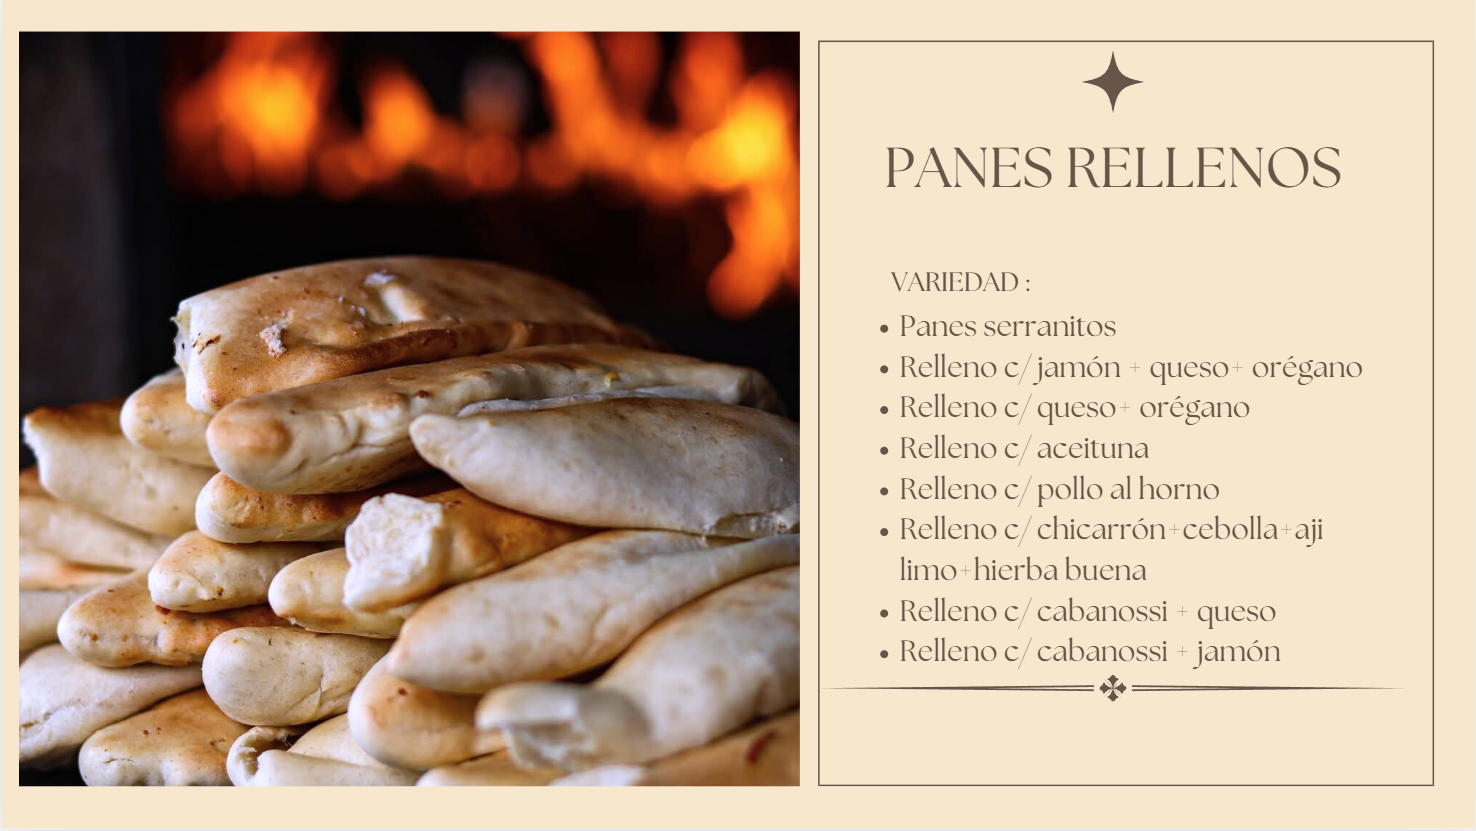 PANES RELLENOS
VARIEDAD :
• Panes serranitos
• Relleno c/ jamón + queso+ orégano
• Relleno c/ queso+ orégano
• Relleno c/ aceituna
• Relleno c/ pollo al horno
• Relleno c/ chicarrón+cebolla+aji
limo+hierba buena
• Relleno c/ cabanossi + queso
• Relleno c/ cabanossi + jamón